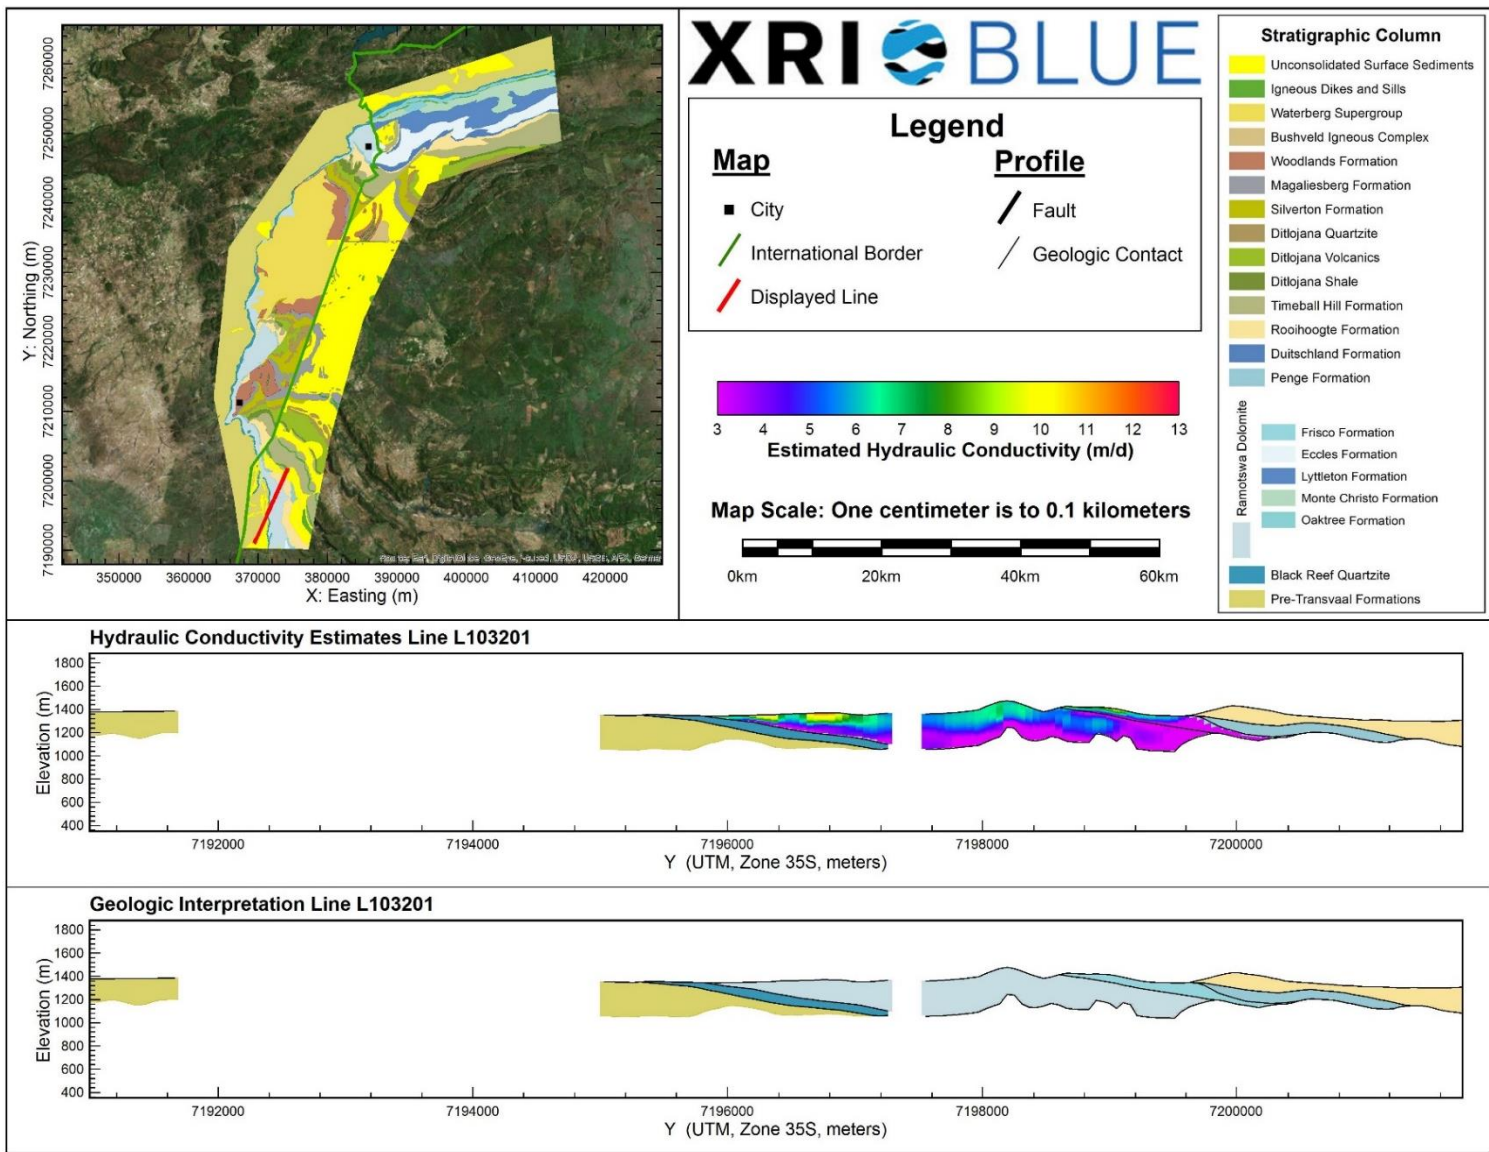 XRI BLUE
7260000
7250000
7240000
7230000
7220000
7210000
7200000
7190000
Y: Northing (m)
350000 360000 370000 380000 390000 400000 410000 420000
X: Easting (m)
Legend
Map
City
International Border
Displayed Line
Profile
Fault
Geologic Contact
3 4 5 6 7 8 9 10 11 12 13
Estimated Hydraulic Conductivity (m/d)
Map Scale: One centimeter is to 0.1 kilometers
0km 20km 40km 60km
Stratigraphic Column
Unconsolidated Surface Sediments
Igneous Dikes and Sills
Waterberg Supergroup
Bushveld Igneous Complex
Woodlands Formation
Magaliesberg Formation
Silverton Formation
Ditlojana Quartzite
Ditlojana Volcanics
Ditlojana Shale
Timeball Hill Formation
Rooihoogte Formation
Duitschland Formation
Penge Formation
Ramotswa Dolomite
Frisco Formation
Eccles Formation
Lyttleton Formation
Monte Christo Formation
Oaktree Formation
Black Reef Quartzite
Pre-Transvaal Formations
Hydraulic Conductivity Estimates Line L103201
Elevation (m)
1800
1600
1400
1200
1000
800
600
400
7192000 7194000 7196000 7198000 7200000
Y (UTM, Zone 35S, meters)
Geologic Interpretation Line L103201
Elevation (m)
1800
1600
1400
1200
1000
800
600
400
7192000 7194000 7196000 7198000 7200000
Y (UTM, Zone 35S, meters)